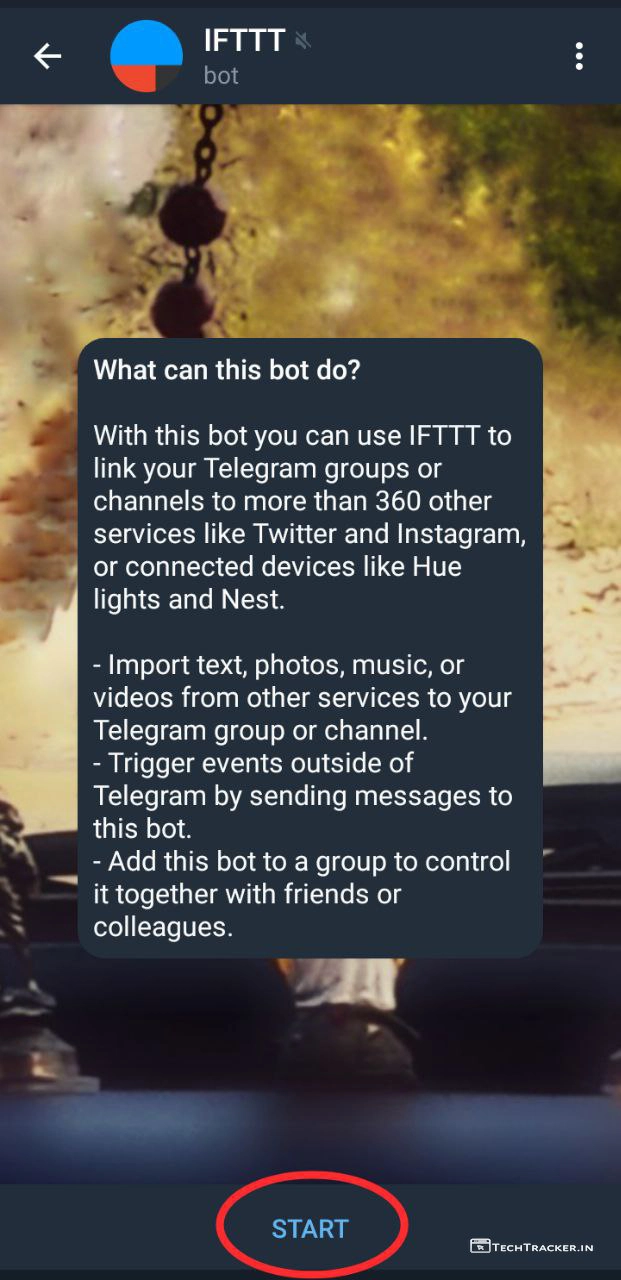 IFTTT
bot
What can this bot do?
With this bot you can use IFTTT to
link your Telegram groups or
channels to more than 360 other
services like Twitter and Instagram,
or connected devices like Hue
lights and Nest.
- Import text, photos, music, or
videos from other services to your
Telegram group or channel.
- Trigger events outside of
Telegram by sending messages to
this bot.
- Add this bot to a group to control
it together with friends or
colleagues.
START
TECHTRACKER.IN